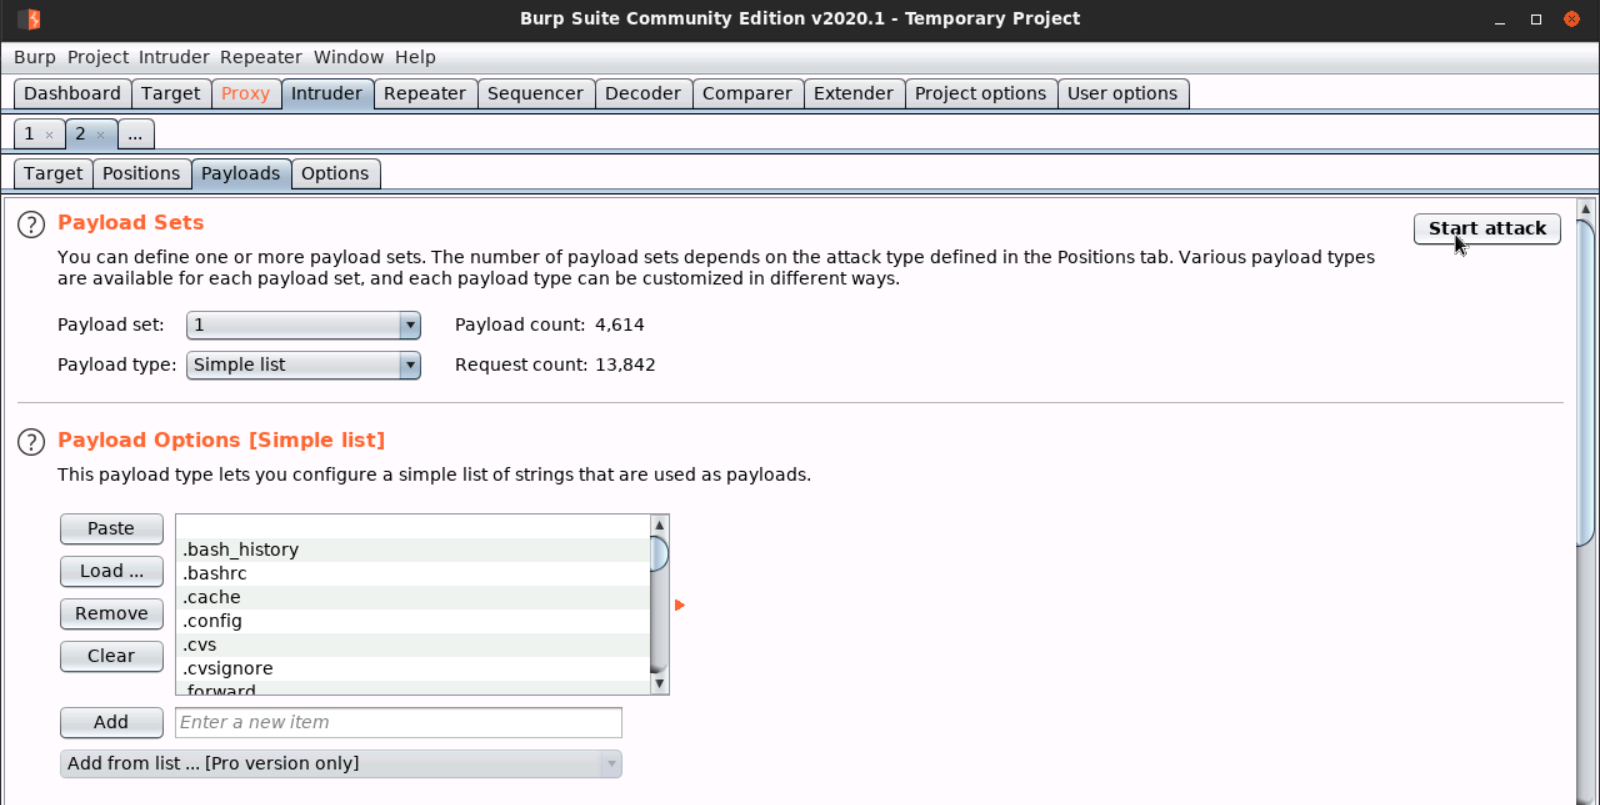 Burp Suite Community Edition v2020.1 - Temporary Project
Burp Project Intruder Repeater Window Help
Dashboard Target Proxy Intruder Repeater Sequencer Decoder Comparer Extender Project options User options
1 × 2 × ...
Target Positions Payloads Options
? Payload Sets Start attack
You can define one or more payload sets. The number of payload sets depends on the attack type defined in the Positions tab. Various payload types
are available for each payload set, and each payload type can be customized in different ways.
Payload set: 1 Payload count: 4,614
Payload type: Simple list Request count: 13,842
? Payload Options [Simple list]
This payload type lets you configure a simple list of strings that are used as payloads.
Paste
.bash_history
.bashrc
Load ...
.cache
Remove
.config
.cvs
Clear
.cvsignore
.forward
Add Enter a new item
Add from list ... [Pro version only]